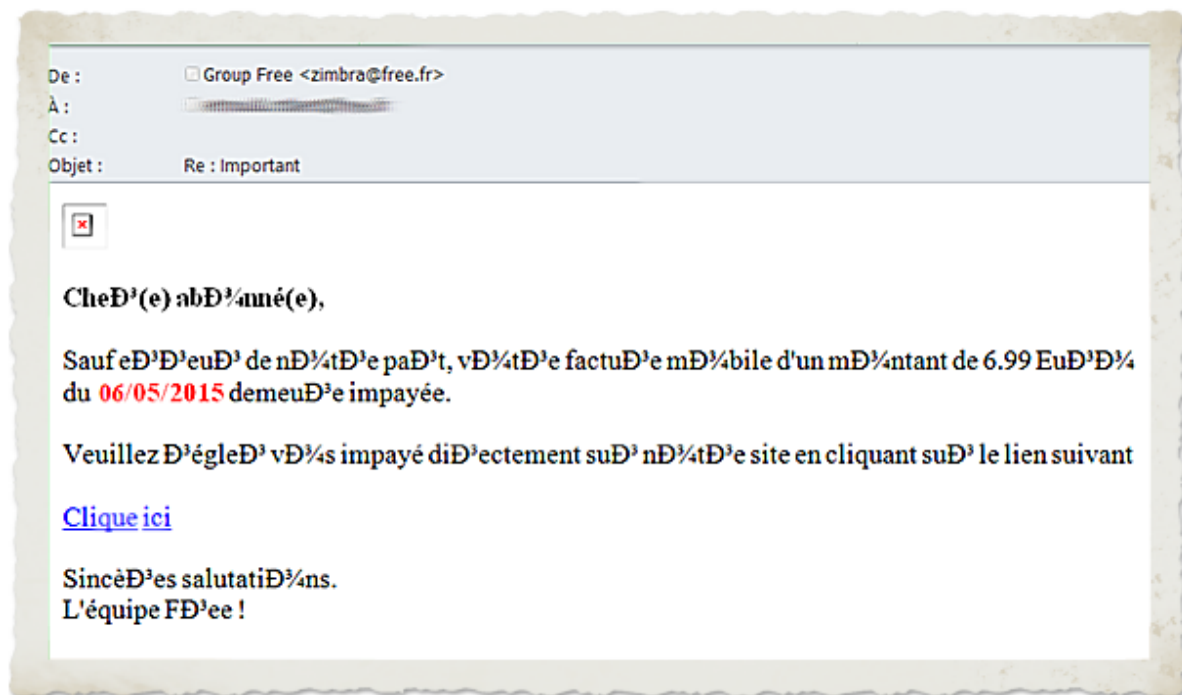 De : Group Free <zimbra@free.fr>
À :
Cc :
Objet : Re : Important
CheÐ³(e) abÐ¾nné(e),
Sauf eÐ³Ð³euÐ³ de nÐ¾tÐ³e paÐ³t, vÐ¾tÐ³e factuÐ³e mÐ¾bile d'un mÐ¾ntant de 6.99 EuÐ³Ð¾
du 06/05/2015 demeuÐ³e impayée.
Veuillez Ð³égleÐ³ vÐ¾s impayé diÐ³ectement suÐ³ nÐ¾tÐ³e site en cliquant suÐ³ le lien suivant
Clique ici
SincèÐ³es salutatiÐ¾ns.
L'équipe FÐ³ee !